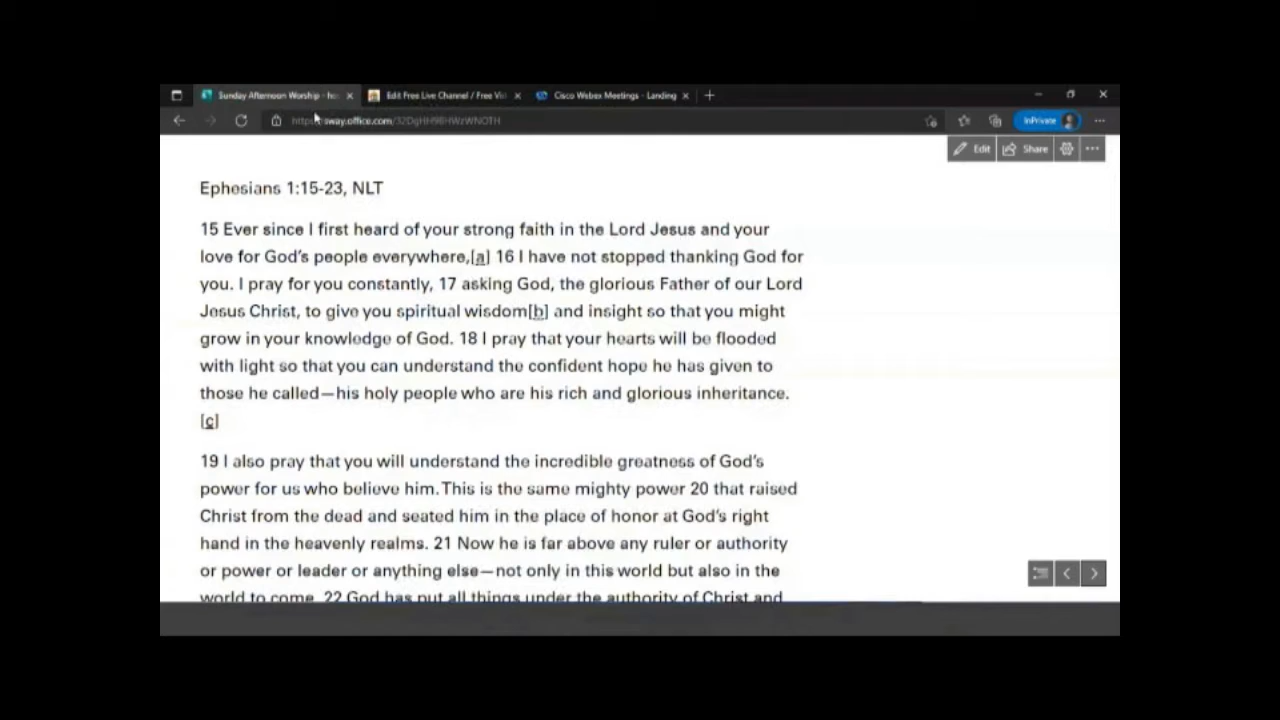 Sunday Afternoon Worship - ho
Edit Free Live Channel / Free Vi
Cisco Webex Meetings - Landing
sway.office.com/
InPrivate
Edit
Share
Ephesians 1:15-23, NLT
15 Ever since I first heard of your strong faith in the Lord Jesus and your
love for God's people everywhere,[a] 16 I have not stopped thanking God for
you. I pray for you constantly, 17 asking God, the glorious Father of our Lord
Jesus Christ, to give you spiritual wisdom[b] and insight so that you might
grow in your knowledge of God. 18 I pray that your hearts will be flooded
with light so that you can understand the confident hope he has given to
those he called—his holy people who are his rich and glorious inheritance.
[c]
19 I also pray that you will understand the incredible greatness of God's
power for us who believe him. This is the same mighty power 20 that raised
Christ from the dead and seated him in the place of honor at God's right
hand in the heavenly realms. 21 Now he is far above any ruler or authority
or power or leader or anything else—not only in this world but also in the
world to come. 22 God has put all things under the authority of Christ and